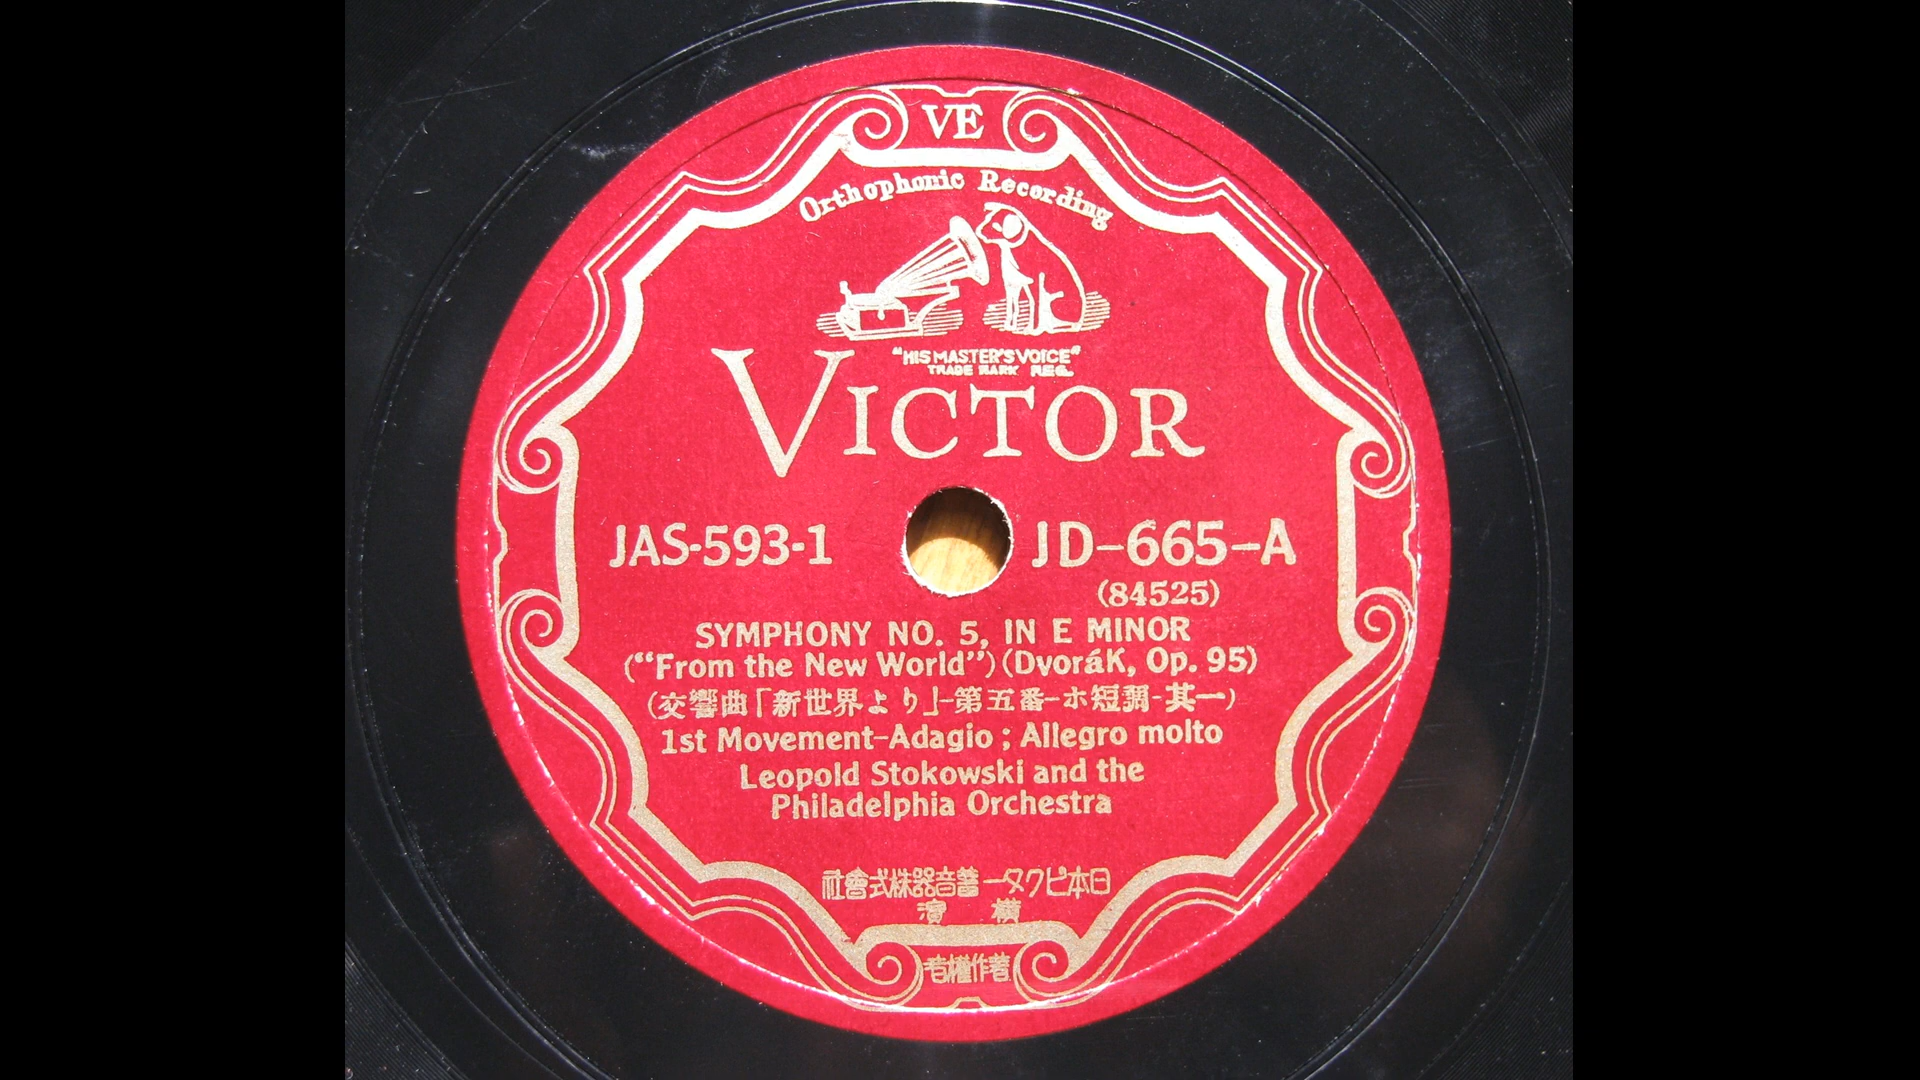 VE
Orthophonic Recording
"HIS MASTER'S VOICE"
TRADE MARK REG.
VICTOR
JAS-593-1 JD-665-A
(84525)
SYMPHONY NO. 5, IN E MINOR
("From the New World") (DvoráK, Op. 95)
(交響曲「新世界より」-第五番-ホ短調-其一)
1st Movement-Adagio ; Allegro molto
Leopold Stokowski and the
Philadelphia Orchestra
社會式株器音蓄ータクビ本日
濱 橫
者權作著